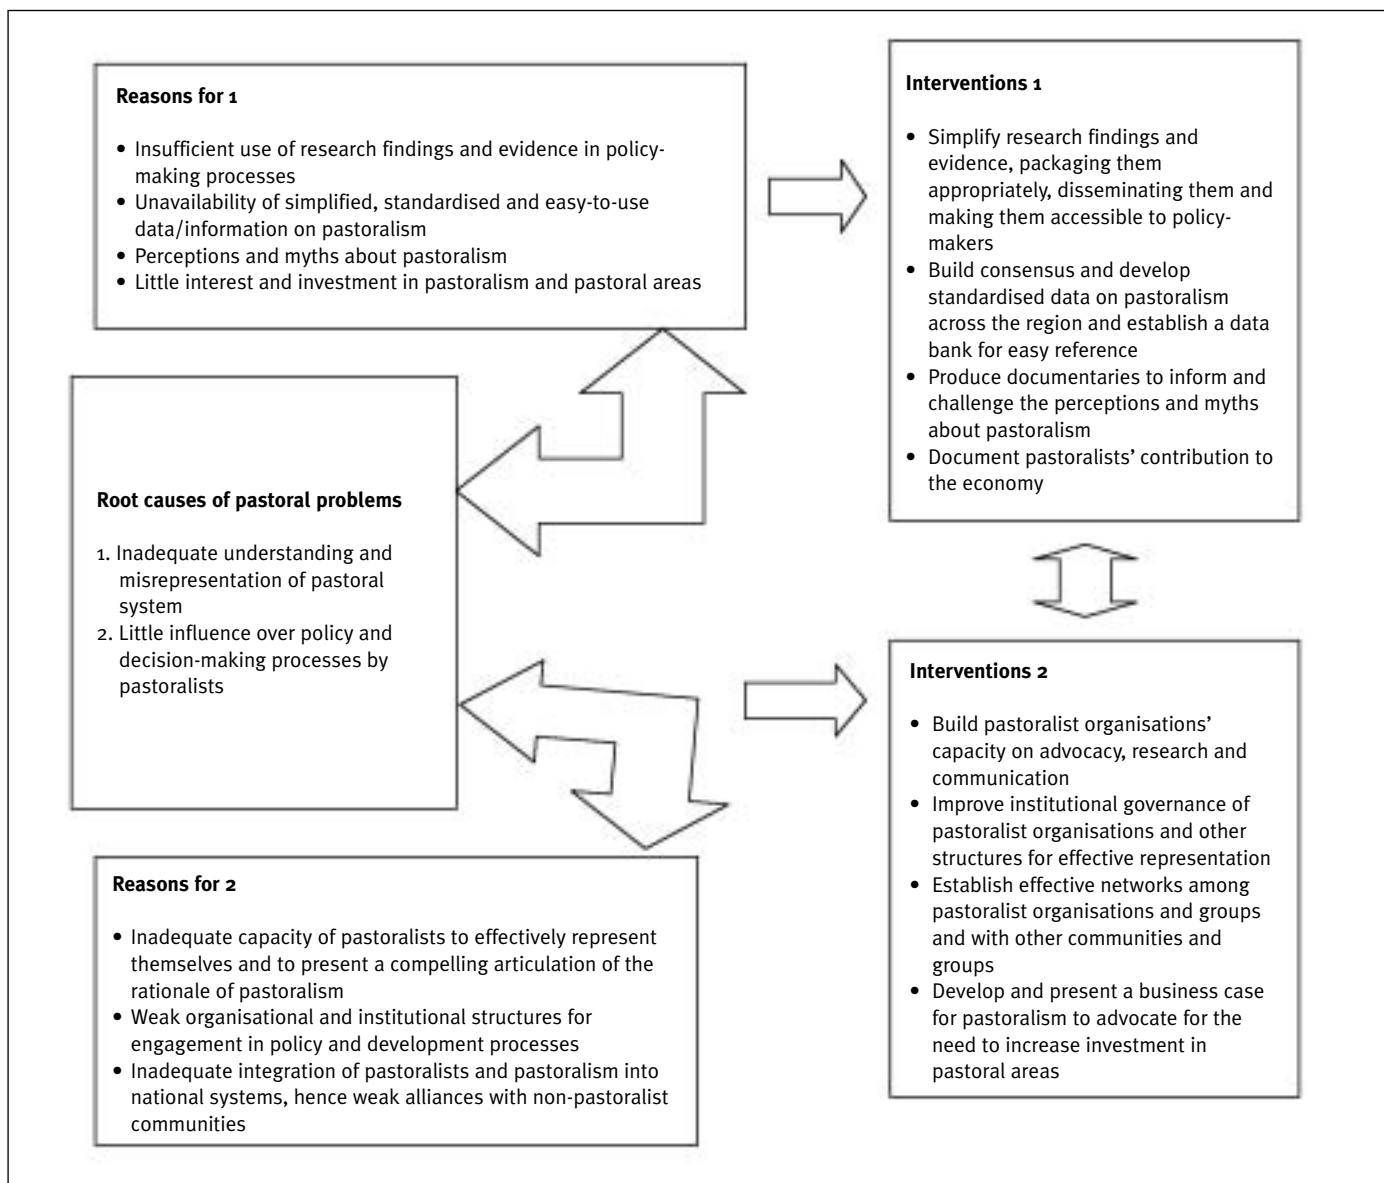 Reasons for 1
• Insufficient use of research findings and evidence in policy-
making processes
• Unavailability of simplified, standardised and easy-to-use
data/information on pastoralism
• Perceptions and myths about pastoralism
• Little interest and investment in pastoralism and pastoral areas
Interventions 1
• Simplify research findings and
evidence, packaging them
appropriately, disseminating them and
making them accessible to policy-
makers
• Build consensus and develop
standardised data on pastoralism
across the region and establish a data
bank for easy reference
• Produce documentaries to inform and
challenge the perceptions and myths
about pastoralism
• Document pastoralists’ contribution to
the economy
Root causes of pastoral problems
1. Inadequate understanding and
misrepresentation of pastoral
system
2. Little influence over policy and
decision-making processes by
pastoralists
Interventions 2
• Build pastoralist organisations’
capacity on advocacy, research and
communication
• Improve institutional governance of
pastoralist organisations and other
structures for effective representation
• Establish effective networks among
pastoralist organisations and groups
and with other communities and
groups
• Develop and present a business case
for pastoralism to advocate for the
need to increase investment in
pastoral areas
Reasons for 2
• Inadequate capacity of pastoralists to effectively represent
themselves and to present a compelling articulation of the
rationale of pastoralism
• Weak organisational and institutional structures for
engagement in policy and development processes
• Inadequate integration of pastoralists and pastoralism into
national systems, hence weak alliances with non-pastoralist
communities